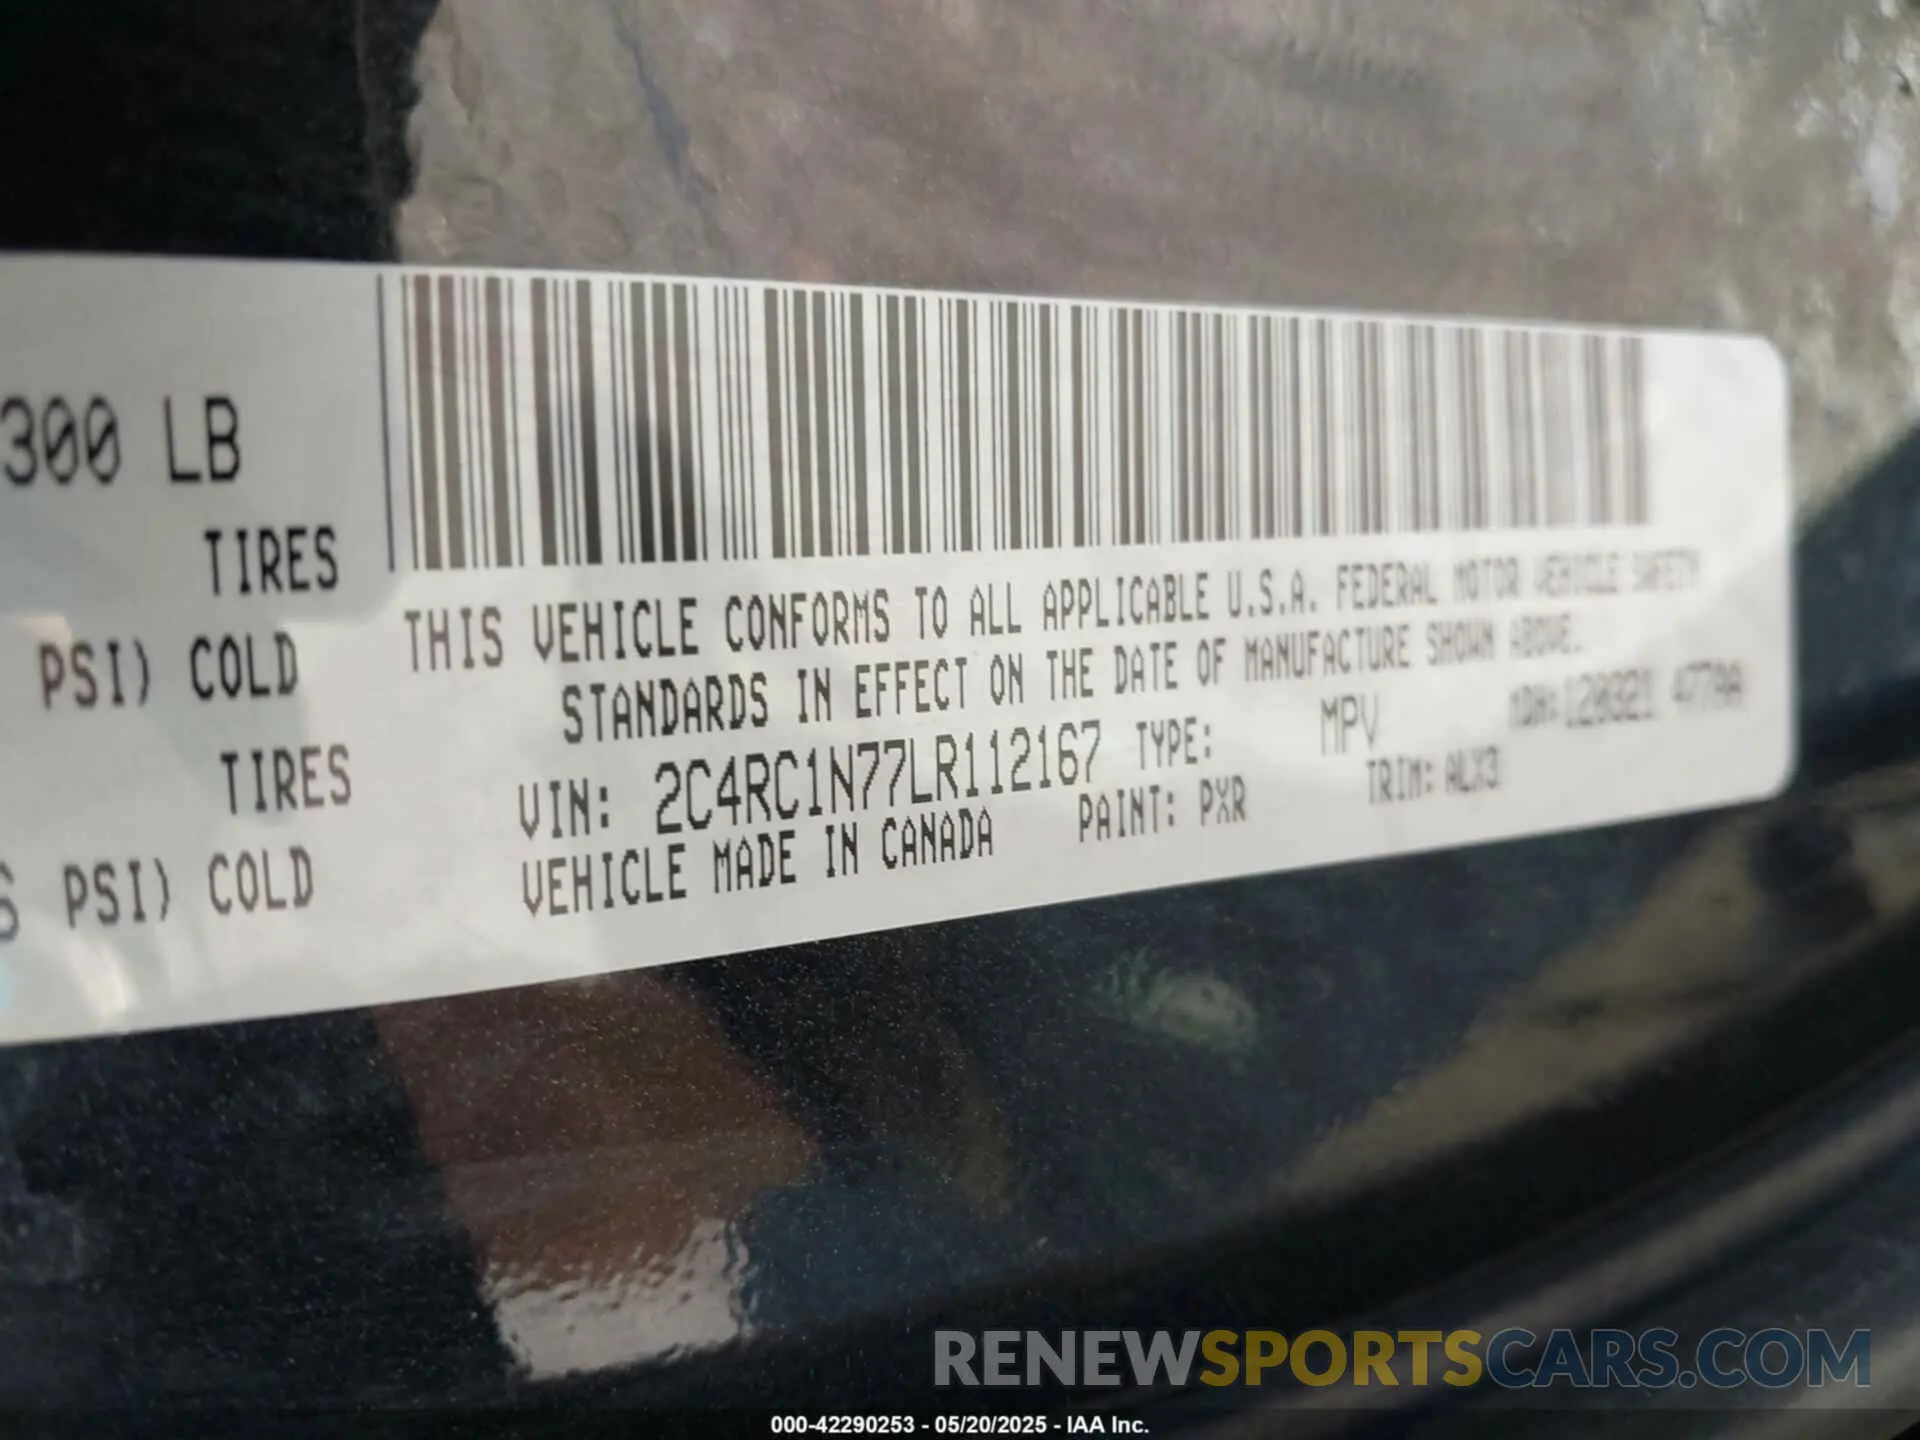 300 LB
TIRES
PSI) COLD
TIRES
PSI) COLD
THIS VEHICLE CONFORMS TO ALL APPLICABLE U.S.A. FEDERAL MOTOR VEHICLE SAFETY
STANDARDS IN EFFECT ON THE DATE OF MANUFACTURE SHOWN ABOVE.
VIN: 2C4RC1N77LR112167 TYPE: MPV
VEHICLE MADE IN CANADA PAINT: PXR TRIM: ALX3
RENEWSPORTSCARS.COM
000-42290253 - 05/20/2025 - IAA Inc.